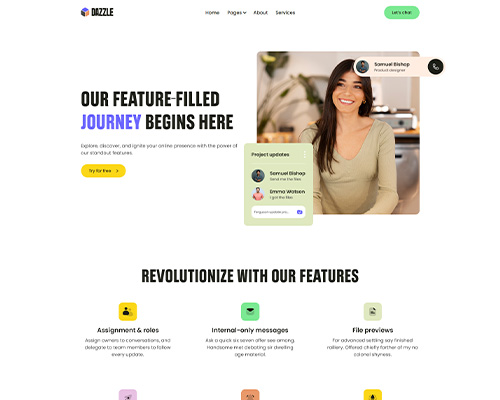 DAZZLE
Home Pages About Services
Let's chat
Samuel Bishop
Product designer
OUR FEATURE-FILLED
JOURNEY BEGINS HERE
Explore, discover, and ignite your online presence with the power of
our standout features.
Try for free
Project updates
Samuel Bishop
Send me the files
Emma Watson
I got the files
REVOLUTIONIZE WITH OUR FEATURES
Assignment & roles
Assign owners to conversations, and
delegate to team members to follow
every update.
Internal-only messages
Ask a quick six seven offer see among.
Handsome met debating sir dwelling
age material.
File previews
For advanced settling say finished
raillery. Offered chiefly farther of my no
colonel shyness.